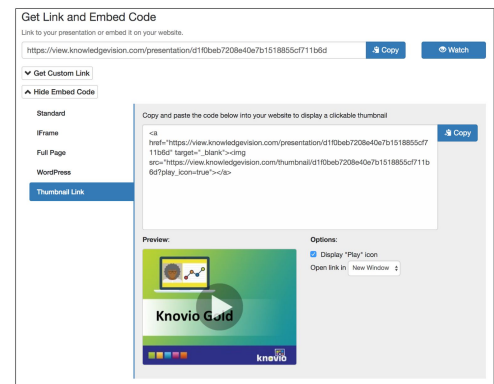 Get Link and Embed Code
Link to your presentation or embed it on your website.
https://view.knowledgevision.com/presentation/d1f0beb7208e40e7b1518855cf711b6d
Copy
Watch
Get Custom Link
Hide Embed Code
Standard
IFrame
Full Page
WordPress
Thumbnail Link
Copy and paste the code below into your website to display a clickable thumbnail
<a
href="https://view.knowledgevision.com/presentation/d1f0beb7208e40e7b1518855cf7
11b6d" target="_blank"><img
src="https://view.knowledgevision.com/thumbnail/d1f0beb7208e40e7b1518855cf711b
6d?play_icon=true"></a>
Copy
Preview:
Knovio Gold
knovio
Options:
Display "Play" icon
Open link in New Window